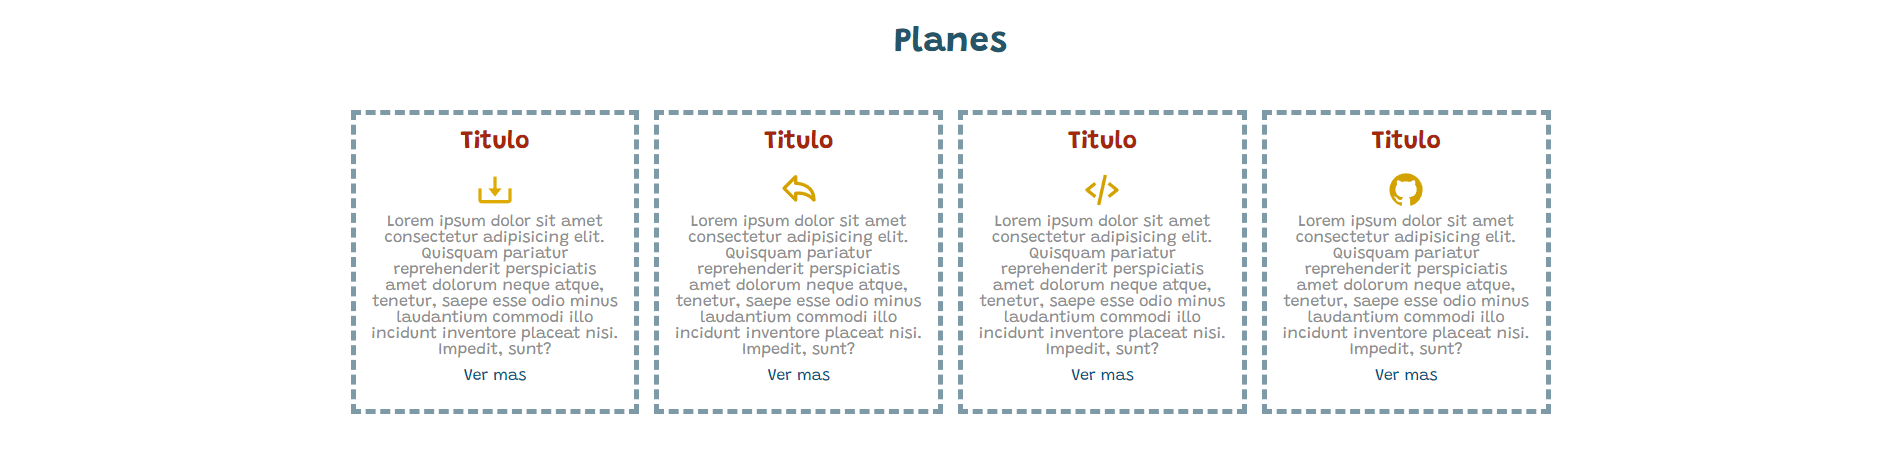 Planes
Titulo
Lorem ipsum dolor sit amet
consectetur adipisicing elit.
Quisquam pariatur
reprehenderit perspiciatis
amet dolorum neque atque,
tenetur, saepe esse odio minus
laudantium commodi illo
incidunt inventore placeat nisi.
Impedit, sunt?
Ver mas
Titulo
Lorem ipsum dolor sit amet
consectetur adipisicing elit.
Quisquam pariatur
reprehenderit perspiciatis
amet dolorum neque atque,
tenetur, saepe esse odio minus
laudantium commodi illo
incidunt inventore placeat nisi.
Impedit, sunt?
Ver mas
Titulo
Lorem ipsum dolor sit amet
consectetur adipisicing elit.
Quisquam pariatur
reprehenderit perspiciatis
amet dolorum neque atque,
tenetur, saepe esse odio minus
laudantium commodi illo
incidunt inventore placeat nisi.
Impedit, sunt?
Ver mas
Titulo
Lorem ipsum dolor sit amet
consectetur adipisicing elit.
Quisquam pariatur
reprehenderit perspiciatis
amet dolorum neque atque,
tenetur, saepe esse odio minus
laudantium commodi illo
incidunt inventore placeat nisi.
Impedit, sunt?
Ver mas